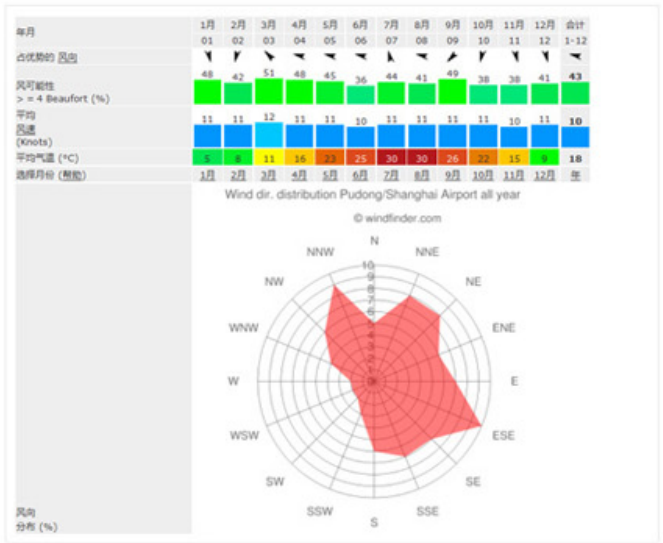 年月 1月 2月 3月 4月 5月 6月 7月 8月 9月 10月 11月 12月 合计
01 02 03 04 05 06 07 08 09 10 11 12 1-12
占优势的 风向
风可能性
> = 4 Beaufort (%)
48 42 51 48 45 36 44 41 49 38 38 41 43
平均
风速
(Knots)
11 11 12 11 11 10 11 11 11 11 10 11 10
平均气温 (°C) 5 8 11 16 23 25 30 30 26 22 15 9 18
选择月份 (帮助) 1月 2月 3月 4月 5月 6月 7月 8月 9月 10月 11月 12月 年
Wind dir. distribution Pudong/Shanghai Airport all year
© windfinder.com
N
NNW NNE
NW NE
10
9
8
WNW ENE
W E
WSW ESE
SW SE
SSW SSE
S
风向
分布 (%)